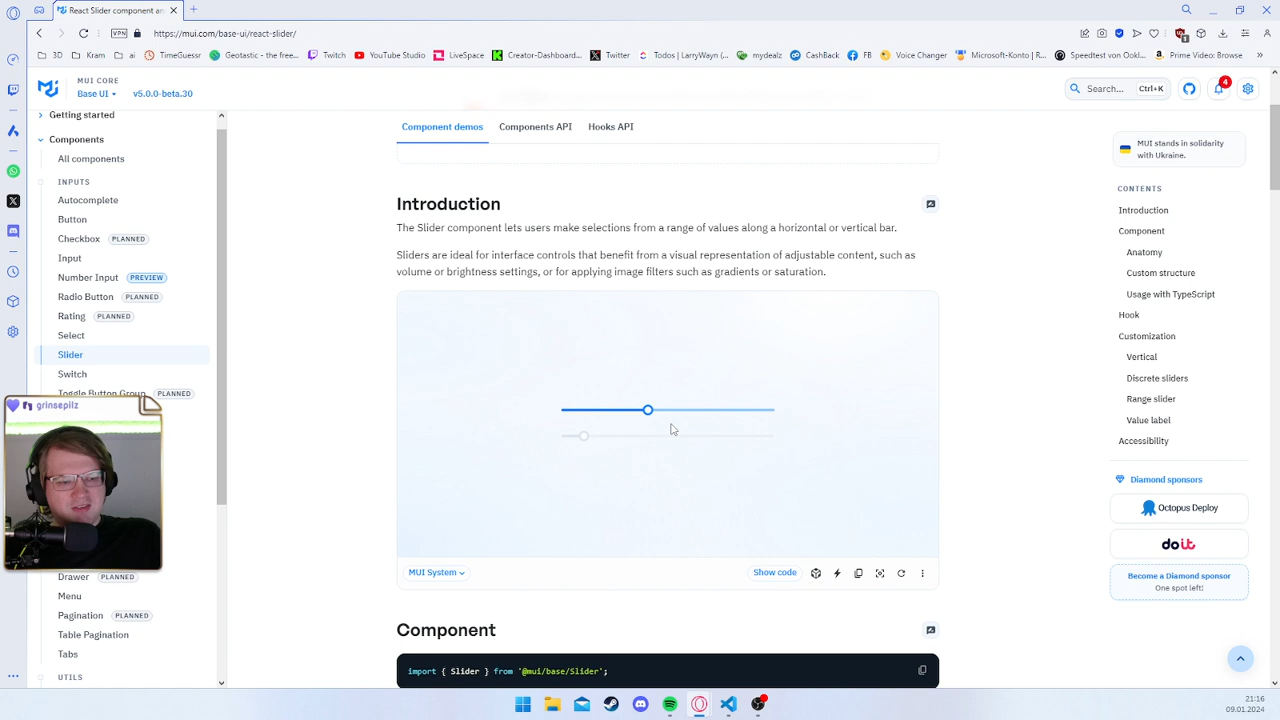 React Slider component an
https://mui.com/base-ui/react-slider/
VPN
1
3D
Kram
ai
Tutorial - How t...
Geotastic - Home
Twitch
YouTube Studio
LiveSpace
Creator-Dashboard...
Twitter
Todos | LarryWayn (...
mydealz
CashBack
FB
Voice Changer
Microsoft-Konto | R...
Speedtest von OOKL...
Prime Video: Browse...
MUI CORE
Base UI
v5.0.0-beta.30
Search...
Ctrl+K
4
Getting started
Components
All components
INPUTS
Autocomplete
Button
Checkbox PLANNED
Input
Number Input PREVIEW
Radio Button PLANNED
Rating PLANNED
Select
Slider
Switch
Toggle Button Group PLANNED
grinsepilz
Drawer PLANNED
Menu
Pagination PLANNED
Table Pagination
Tabs
UTILS
Component demos
Components API
Hooks API
Introduction
The Slider component lets users make selections from a range of values along a horizontal or vertical bar.
Sliders are ideal for interface controls that benefit from a visual representation of adjustable content, such as
volume or brightness settings, or for applying image filters such as gradients or saturation.
MUI System
Show code
Component
import { Slider } from '@mui/base/Slider';
MUI stands in solidarity
with Ukraine.
CONTENTS
Introduction
Component
Anatomy
Custom structure
Usage with TypeScript
Hook
Customization
Vertical
Discrete sliders
Range slider
Value label
Accessibility
Diamond sponsors
Octopus Deploy
doit
Become a Diamond sponsor
One spot left!
21:16
09.01.2024